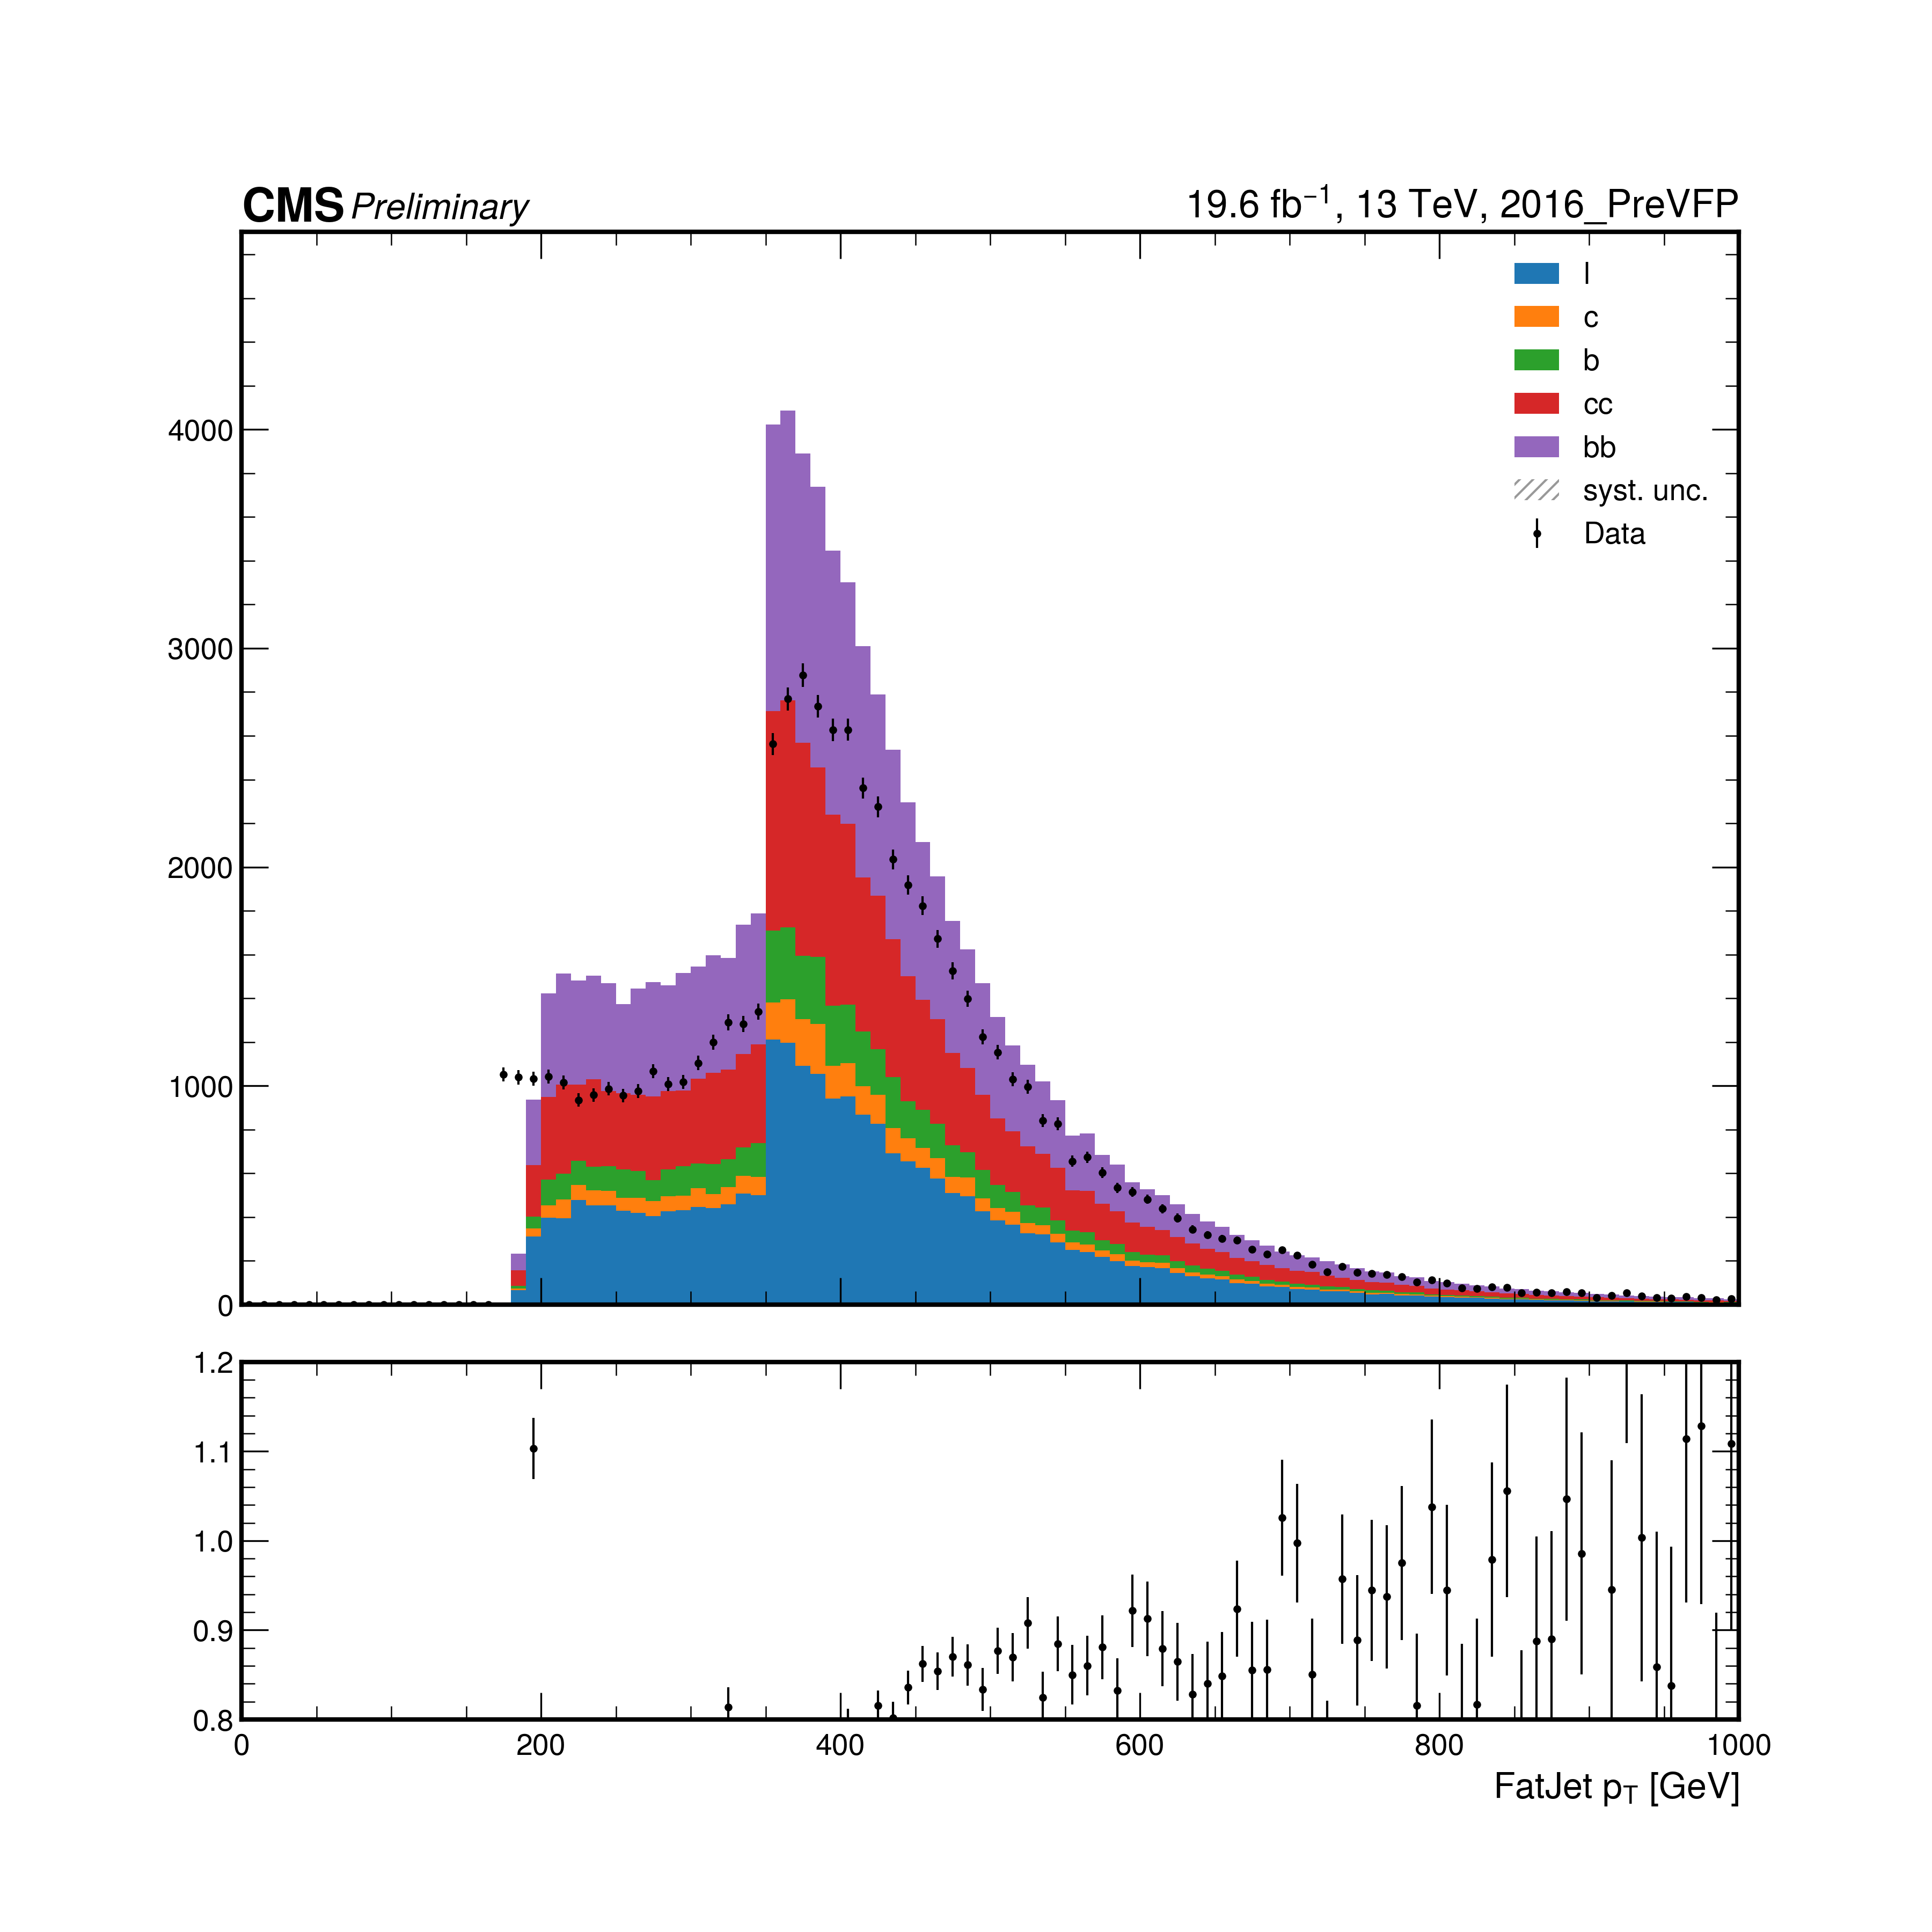 CMS Preliminary
19.6 fb⁻¹, 13 TeV, 2016_PreVFP
l
c
b
cc
bb
syst. unc.
Data
4000
3000
2000
1000
0
1.2
1.1
1.0
0.9
0.8
0 200 400 600 800 1000
FatJet p_T [GeV]